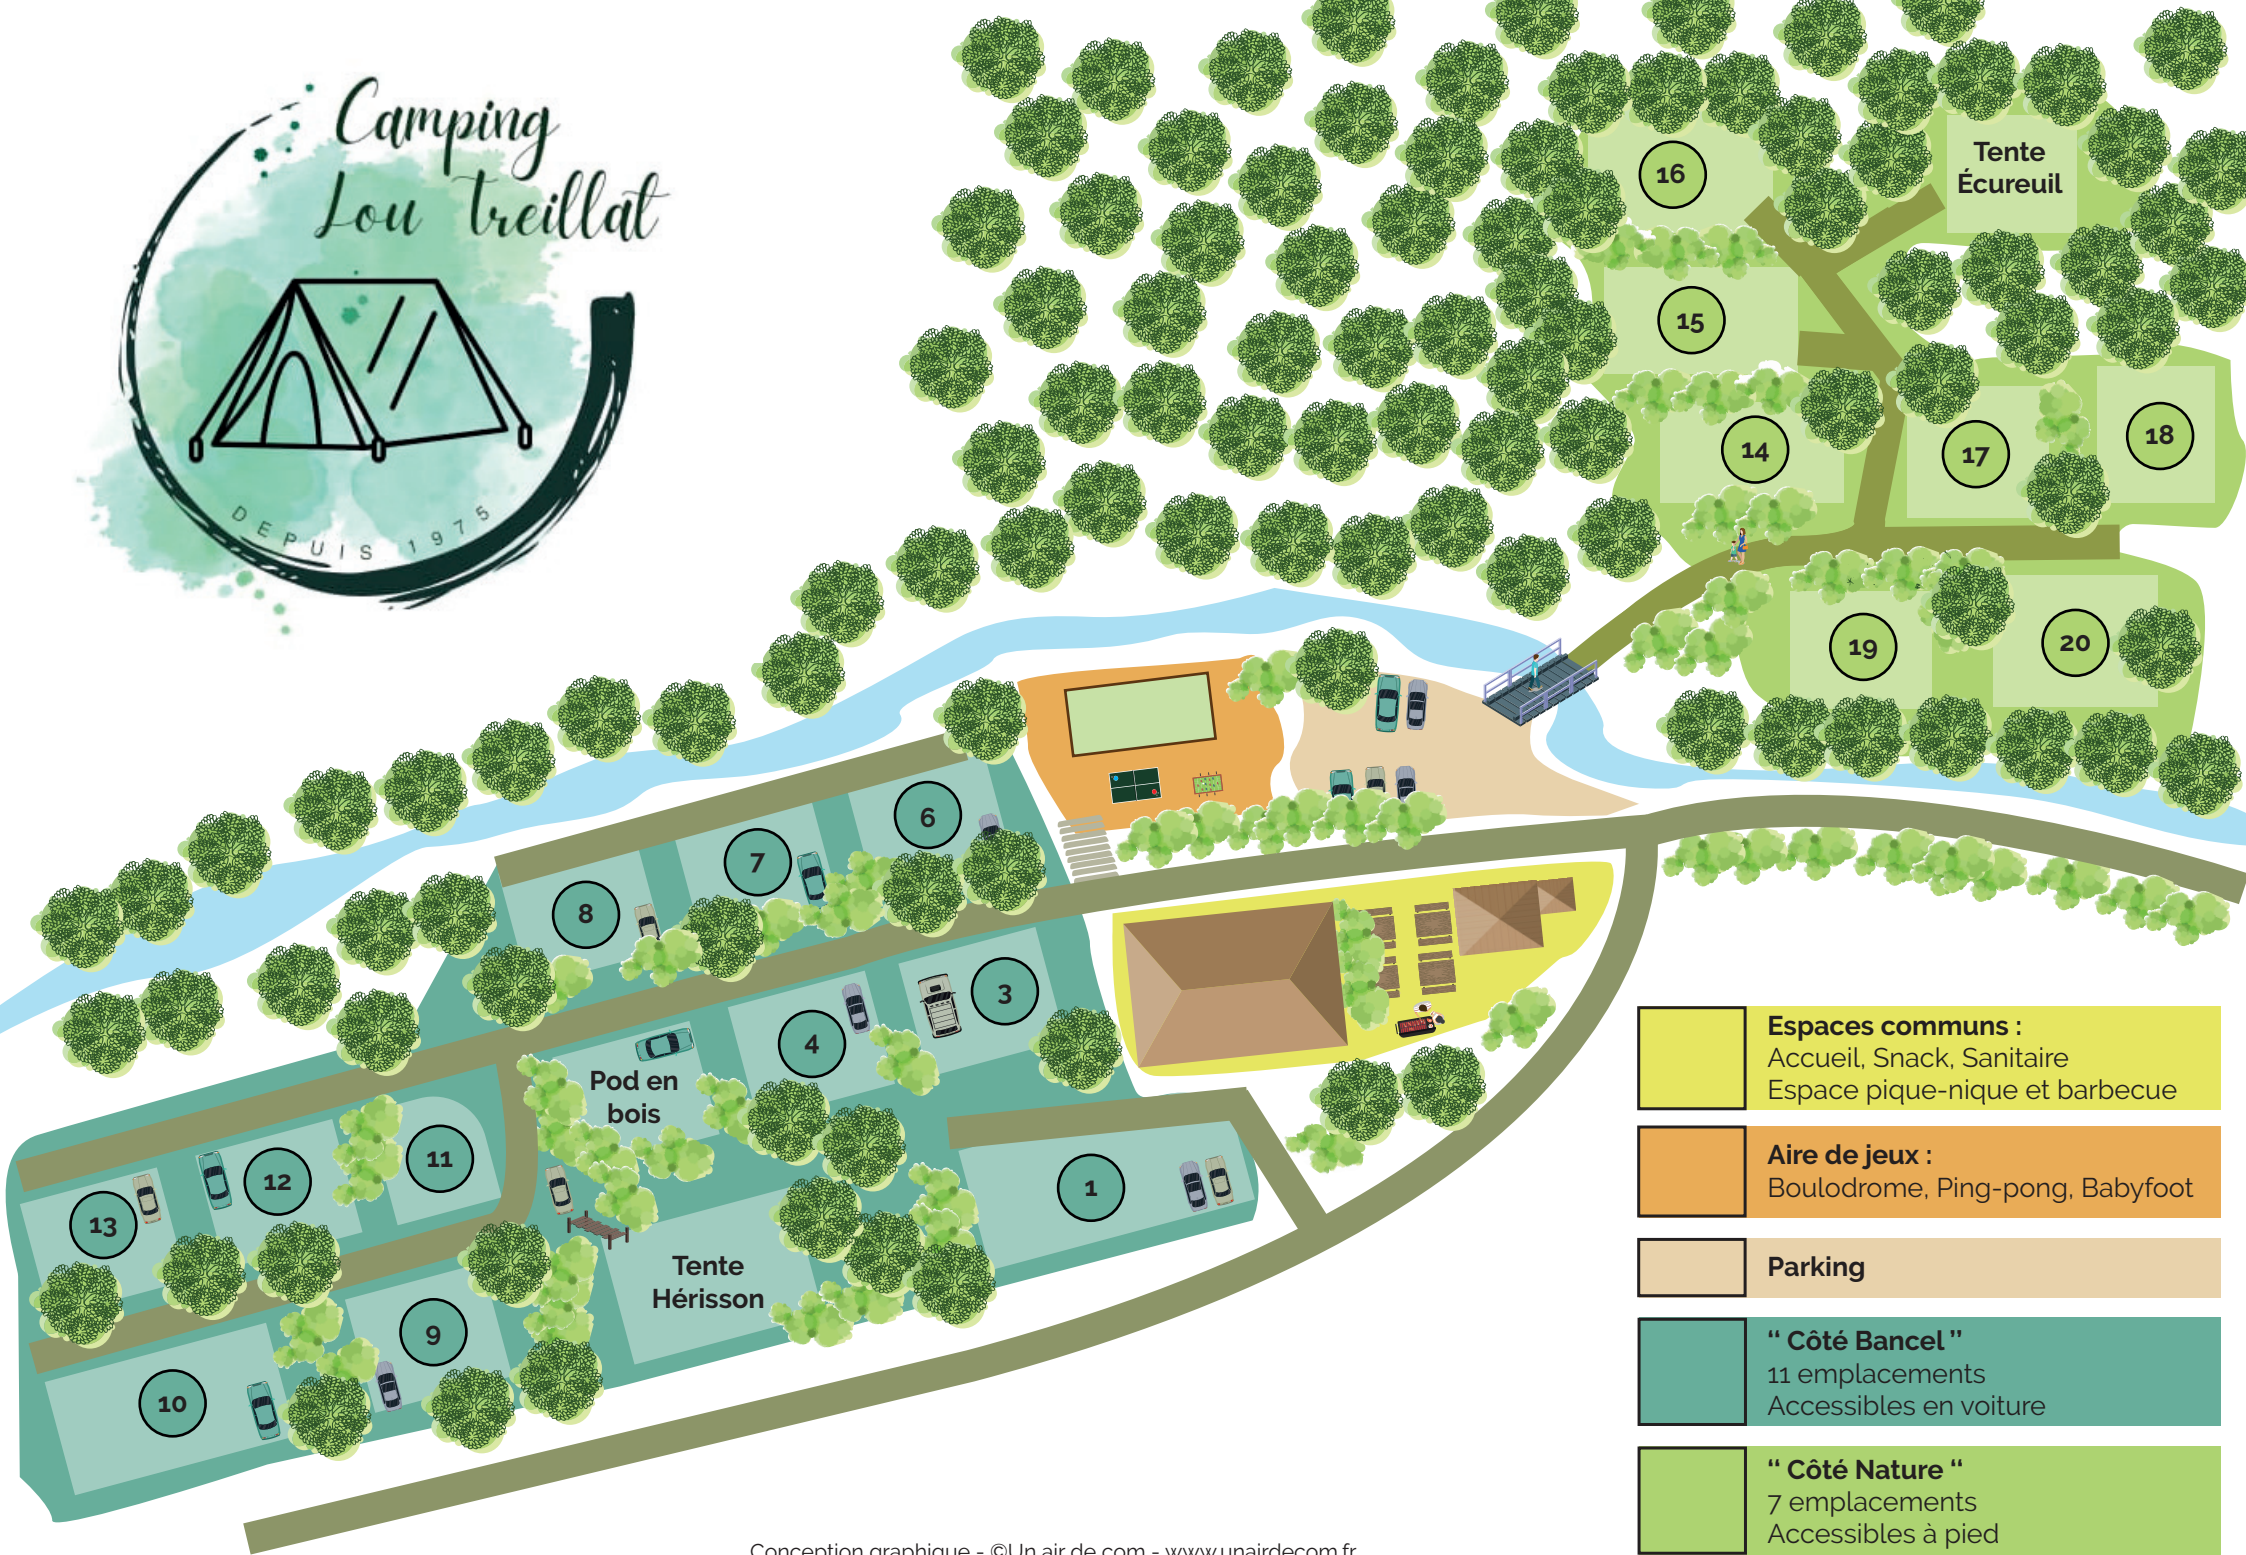 Camping
Lou Treillat
DEPUIS 1975
16
Tente
Écureuil
15
14
17
18
19
20
6
7
8
3
4
Pod en
bois
11
12
13
1
Tente
Hérisson
9
10
Espaces communs :
Accueil, Snack, Sanitaire
Espace pique-nique et barbecue
Aire de jeux :
Boulodrome, Ping-pong, Babyfoot
Parking
“ Côté Bancel ”
11 emplacements
Accessibles en voiture
“ Côté Nature “
7 emplacements
Accessibles à pied
Conception graphique - ©Un air de com - www.unairdecom.fr